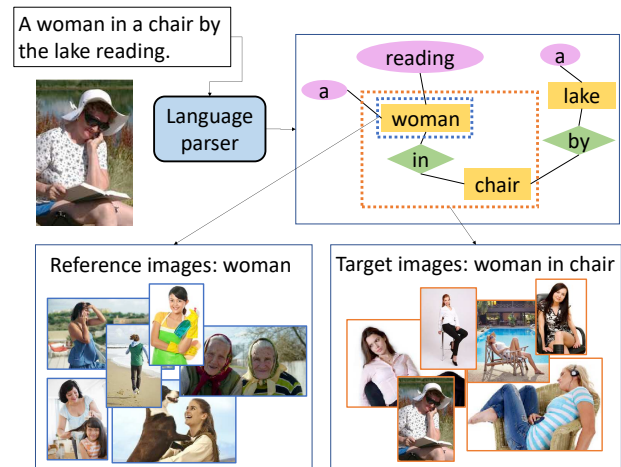 A woman in a chair by
the lake reading.
Language
parser
reading
a
a
woman
lake
in
by
chair
Reference images: woman
Target images: woman in chair